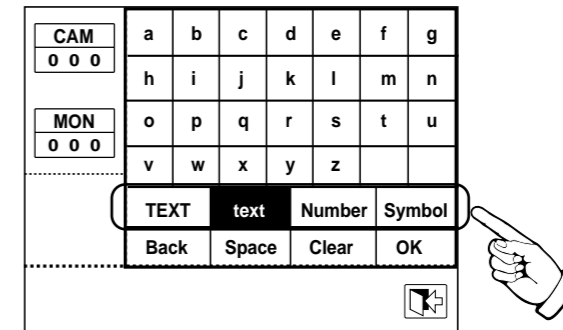 CAM
0 0 0
MON
0 0 0
a b c d e f g
h i j k l m n
o p q r s t u
v w x y z
TEXT text Number Symbol
Back Space Clear OK